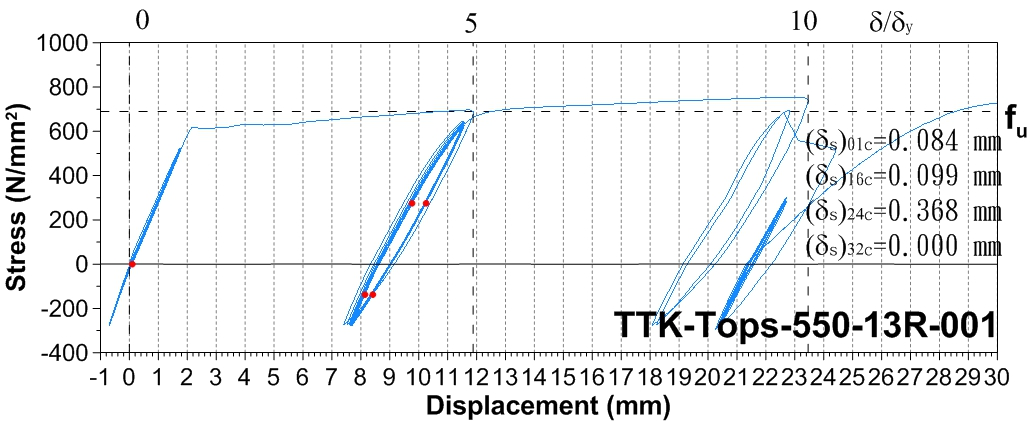 0 5 10 δ/δy
1000
800
600
400
200
0
-200
-400
Stress (N/mm²)
fu
(δs)01c=0.084 mm
(δs)16c=0.099 mm
(δs)24c=0.368 mm
(δs)32c=0.000 mm
TTK-Tops-550-13R-001
-1 0 1 2 3 4 5 6 7 8 9 10 11 12 13 14 15 16 17 18 19 20 21 22 23 24 25 26 27 28 29 30
Displacement (mm)